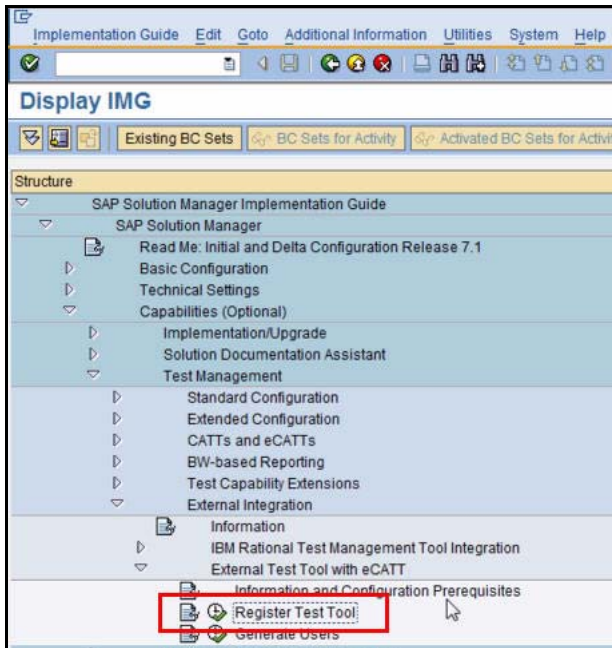 Implementation Guide Edit Goto Additional Information Utilities System Help
Display IMG
Existing BC Sets BC Sets for Activity Activated BC Sets for Activi
Structure
SAP Solution Manager Implementation Guide
SAP Solution Manager
Read Me: Initial and Delta Configuration Release 7.1
Basic Configuration
Technical Settings
Capabilities (Optional)
Implementation/Upgrade
Solution Documentation Assistant
Test Management
Standard Configuration
Extended Configuration
CATTs and eCATTs
BW-based Reporting
Test Capability Extensions
External Integration
Information
IBM Rational Test Management Tool Integration
External Test Tool with eCATT
Information and Configuration Prerequisites
Register Test Tool
Generate Users